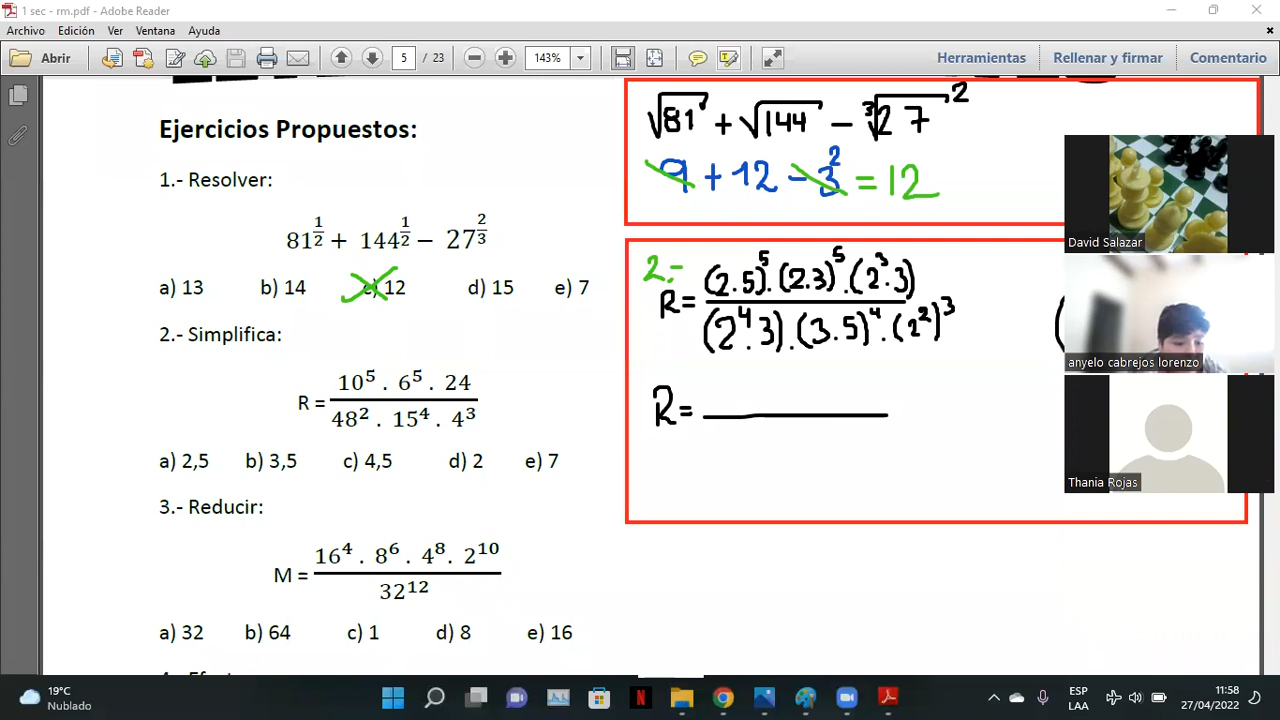 1 sec - rm.pdf - Adobe Reader
Archivo Edición Ver Ventana Ayuda
Abrir 5 / 23 143% Herramientas Rellenar y firmar Comentario
Ejercicios Propuestos:
1.- Resolver:
81^(1/2) + 144^(1/2) − 27^(2/3)
a) 13 b) 14 c) 12 d) 15 e) 7
2.- Simplifica:
R = (10^5 . 6^5 . 24) / (48^2 . 15^4 . 4^3)
a) 2,5 b) 3,5 c) 4,5 d) 2 e) 7
3.- Reducir:
M = (16^4 . 8^6 . 4^8 . 2^10) / 32^12
a) 32 b) 64 c) 1 d) 8 e) 16
√81 + √144 − ∛27^2
9 + 12 − 3^2 = 12
2.-
R = ((2.5)^5 . (2.3)^5 . (2^3.3)) / ((2^4.3) . (3.5)^4 . (2^2)^3)
R =
David Salazar
anyelo cabrejos lorenzo
Thania Rojas
19°C
Nublado
ESP
LAA
11:58
27/04/2022